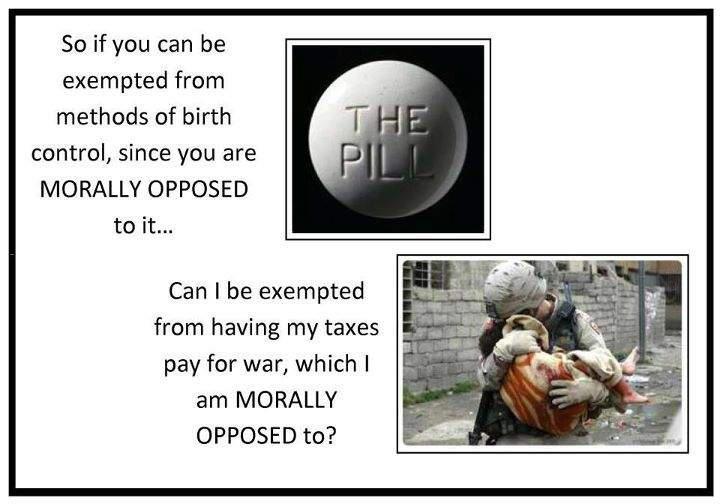 So if you can be
exempted from
methods of birth
control, since you are
MORALLY OPPOSED
to it...
THE
PILL
Can I be exempted
from having my taxes
pay for war, which I
am MORALLY
OPPOSED to?